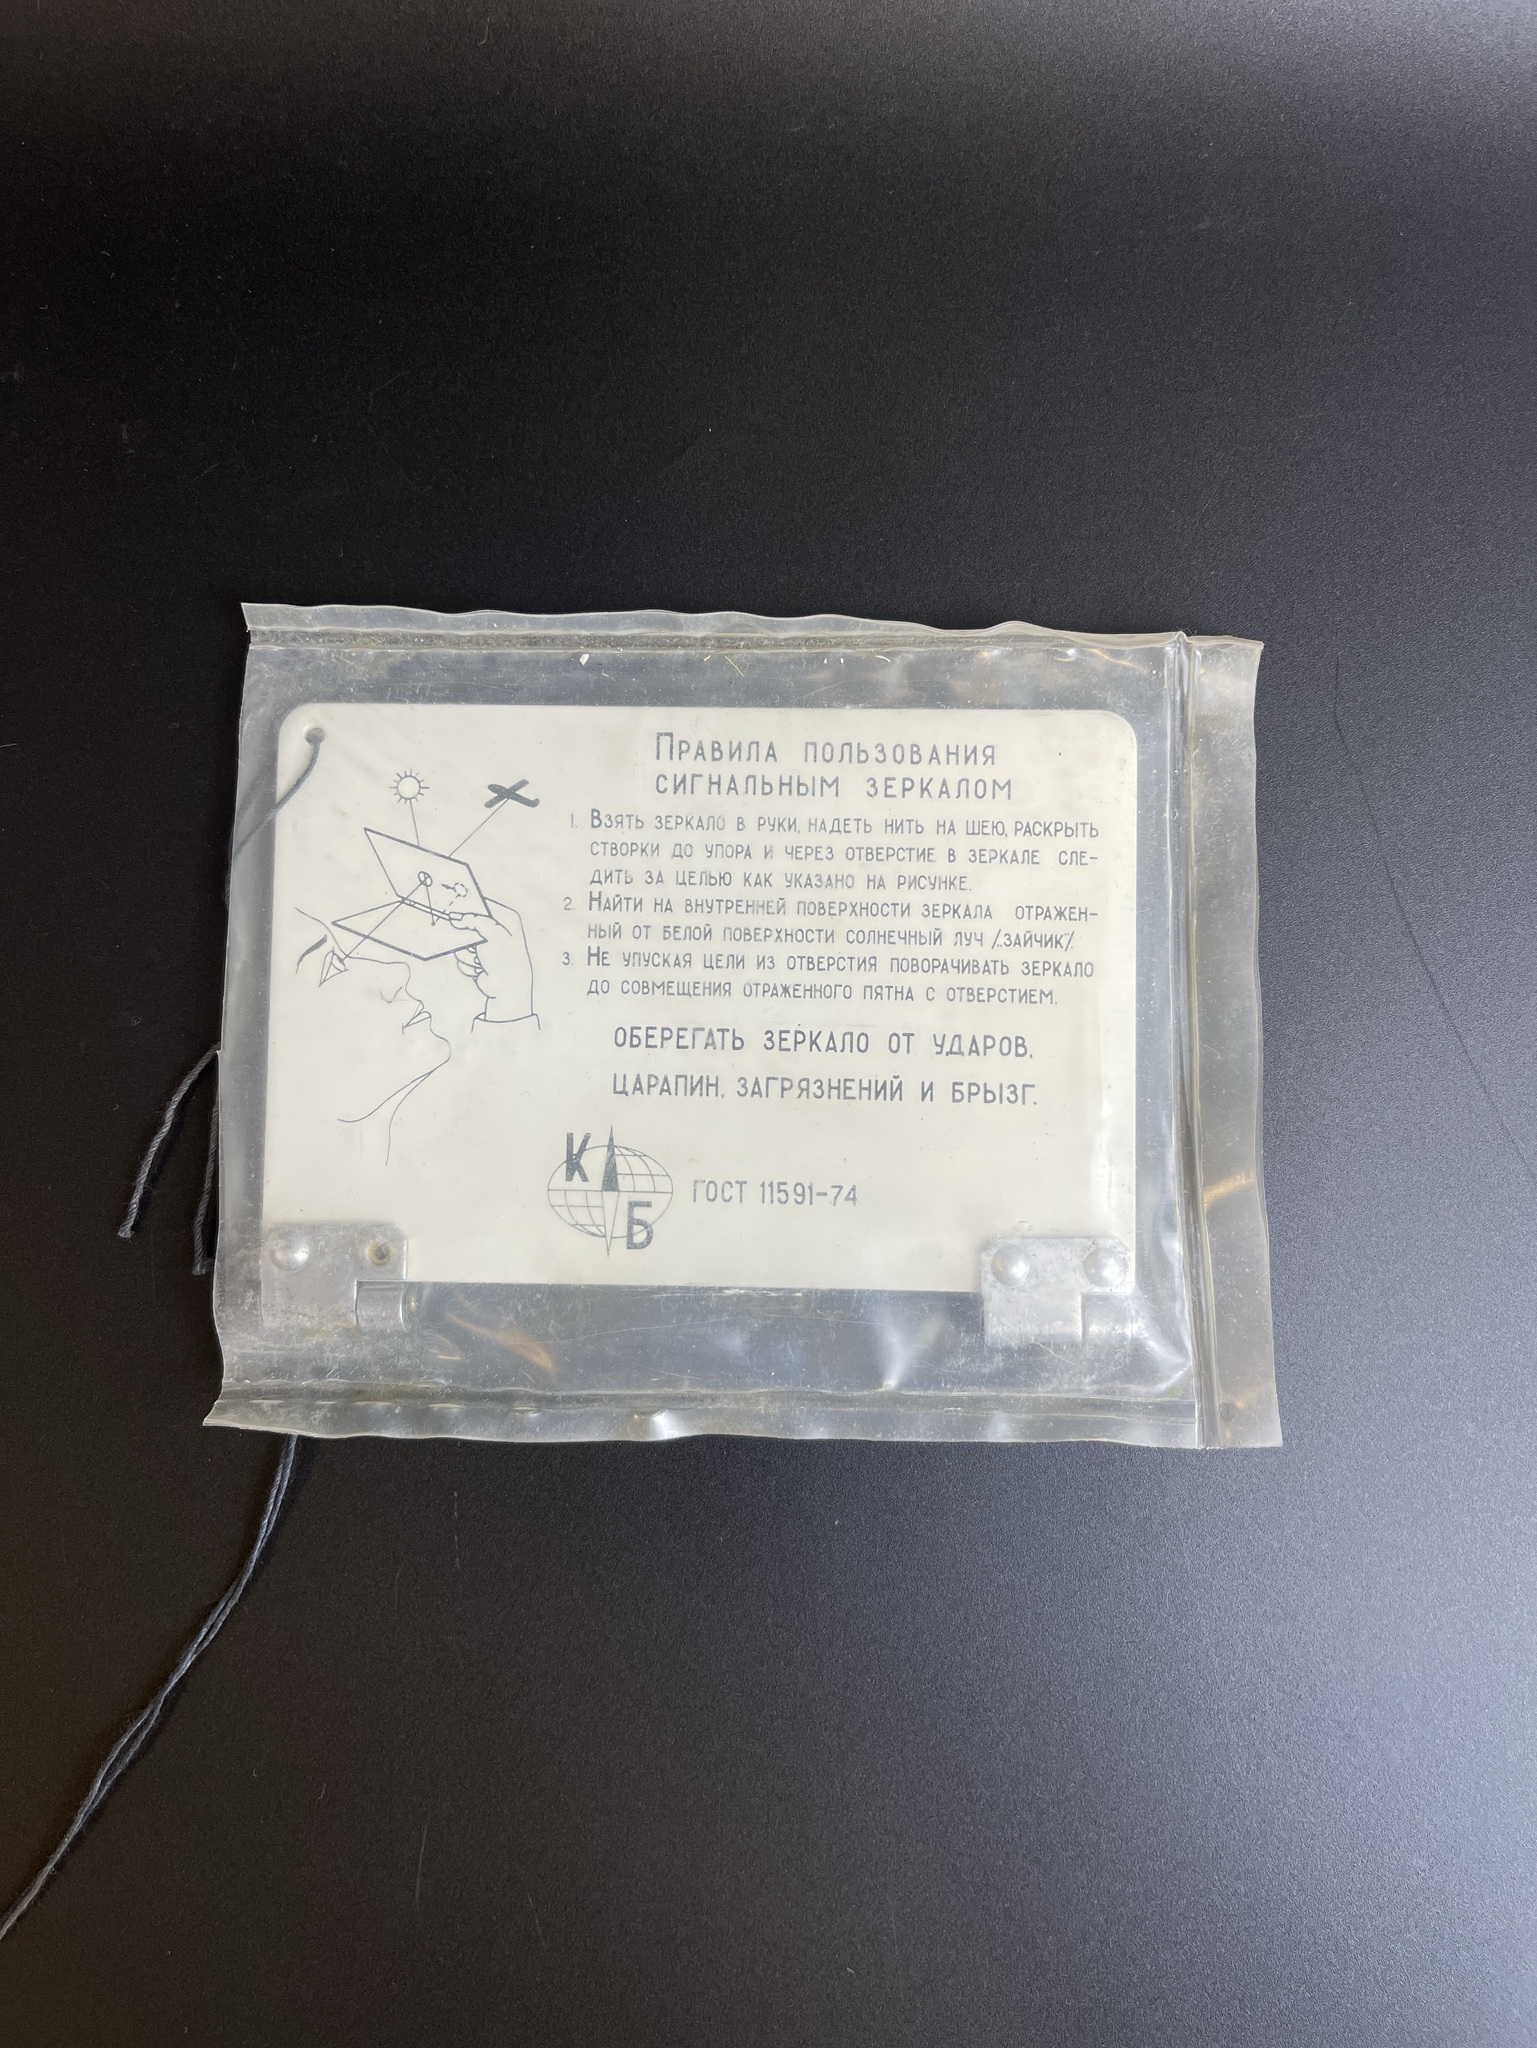 Правила пользования
сигнальным зеркалом
1. Взять зеркало в руки, надеть нить на шею, раскрыть
створки до упора и через отверстие в зеркале сле-
дить за целью как указано на рисунке.
2. Найти на внутренней поверхности зеркала отражен-
ный от белой поверхности солнечный луч /„зайчик"/.
3. Не упуская цели из отверстия поворачивать зеркало
до совмещения отраженного пятна с отверстием.
ОБЕРЕГАТЬ ЗЕРКАЛО ОТ УДАРОВ,
ЦАРАПИН, ЗАГРЯЗНЕНИЙ И БРЫЗГ.
К
Б
ГОСТ 11591-74